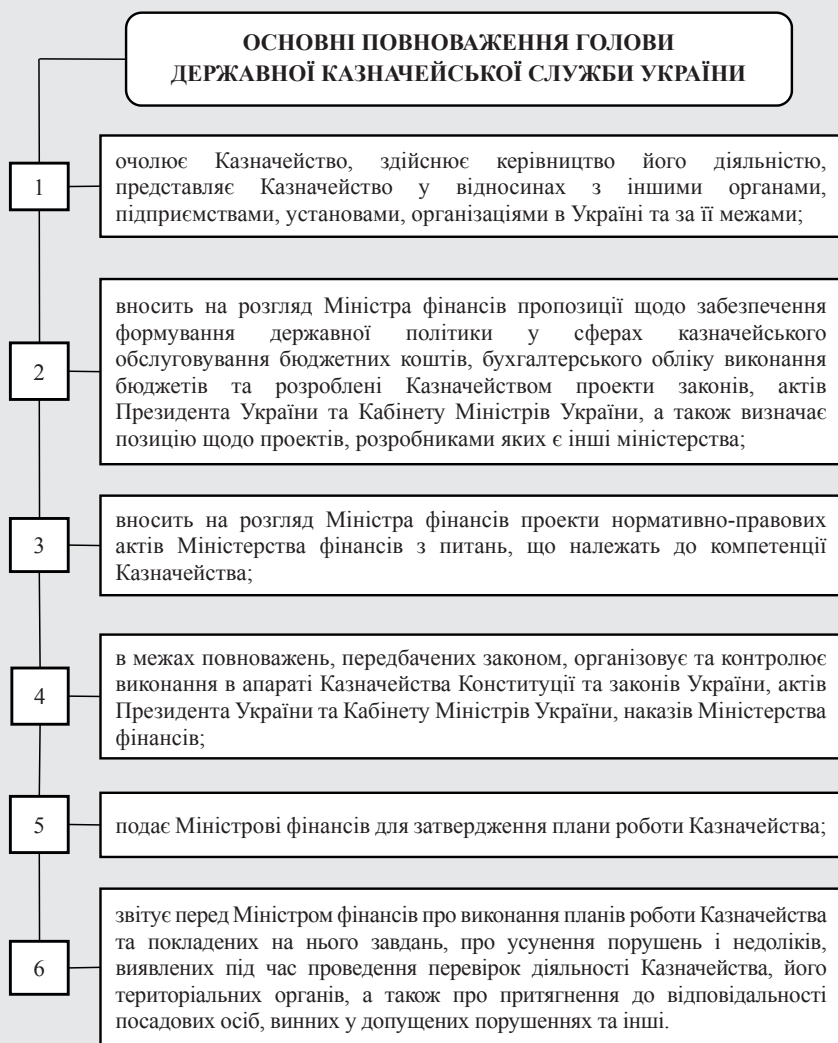 ОСНОВНІ ПОВНОВАЖЕННЯ ГОЛОВИ
ДЕРЖАВНОЇ КАЗНАЧЕЙСЬКОЇ СЛУЖБИ УКРАЇНИ
1
очолює Казначейство, здійснює керівництво його діяльністю,
представляє Казначейство у відносинах з іншими органами,
підприємствами, установами, організаціями в Україні та за її межами;
2
вносить на розгляд Міністра фінансів пропозиції щодо забезпечення
формування державної політики у сферах казначейського
обслуговування бюджетних коштів, бухгалтерського обліку виконання
бюджетів та розроблені Казначейством проекти законів, актів
Президента України та Кабінету Міністрів України, а також визначає
позицію щодо проектів, розробниками яких є інші міністерства;
3
вносить на розгляд Міністра фінансів проекти нормативно-правових
актів Міністерства фінансів з питань, що належать до компетенції
Казначейства;
4
в межах повноважень, передбачених законом, організовує та контролює
виконання в апараті Казначейства Конституції та законів України, актів
Президента України та Кабінету Міністрів України, наказів Міністерства
фінансів;
5
подає Міністрові фінансів для затвердження плани роботи Казначейства;
6
звітує перед Міністром фінансів про виконання планів роботи Казначейства
та покладених на нього завдань, про усунення порушень і недоліків,
виявлених під час проведення перевірок діяльності Казначейства, його
територіальних органів, а також про притягнення до відповідальності
посадових осіб, винних у допущених порушеннях та інші.